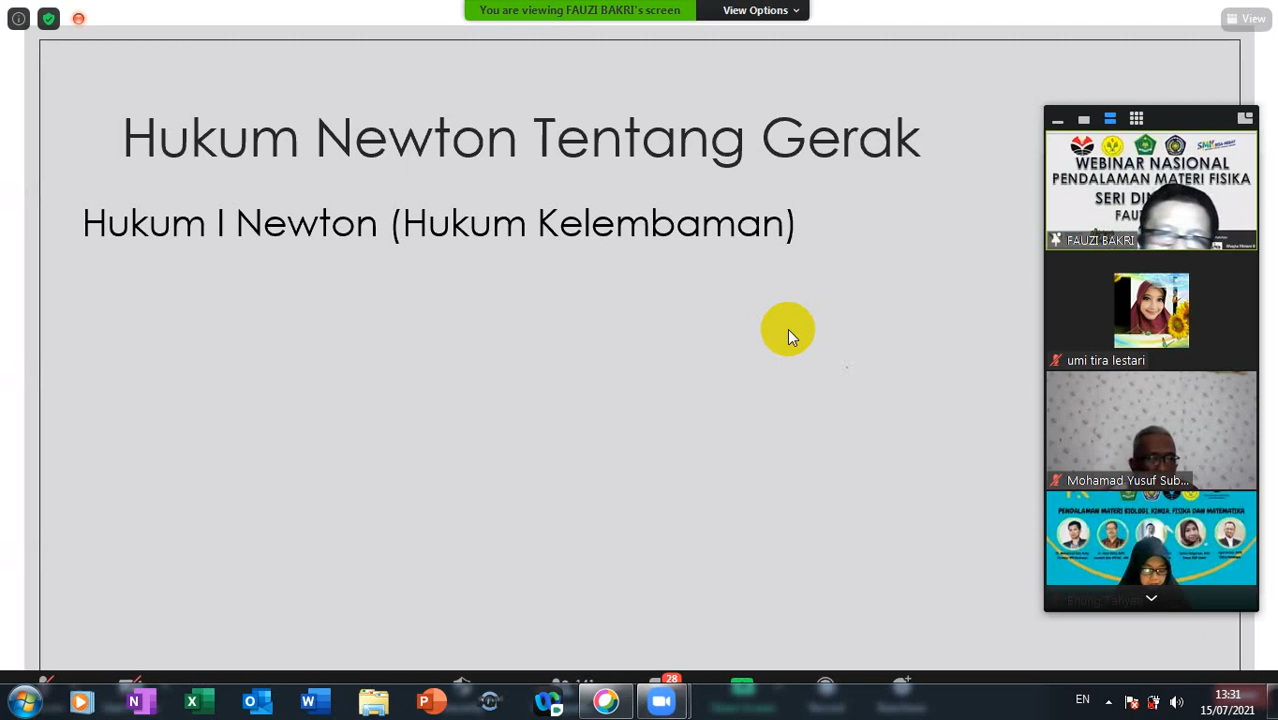 You are viewing FAUZI BAKRI's screen
View Options
View
Hukum Newton Tentang Gerak
Hukum I Newton (Hukum Kelembaman)
WEBINAR NASIONAL
PENDALAMAN MATERI FISIKA
SERI
FAUZI BAKRI
umi tira lestari
Mohamad Yusuf Sub...
PENDALAMAN MATERI BIOLOGI, KIMIA, FISIKA DAN MATEMATIKA
28
EN
13:31
15/07/2021